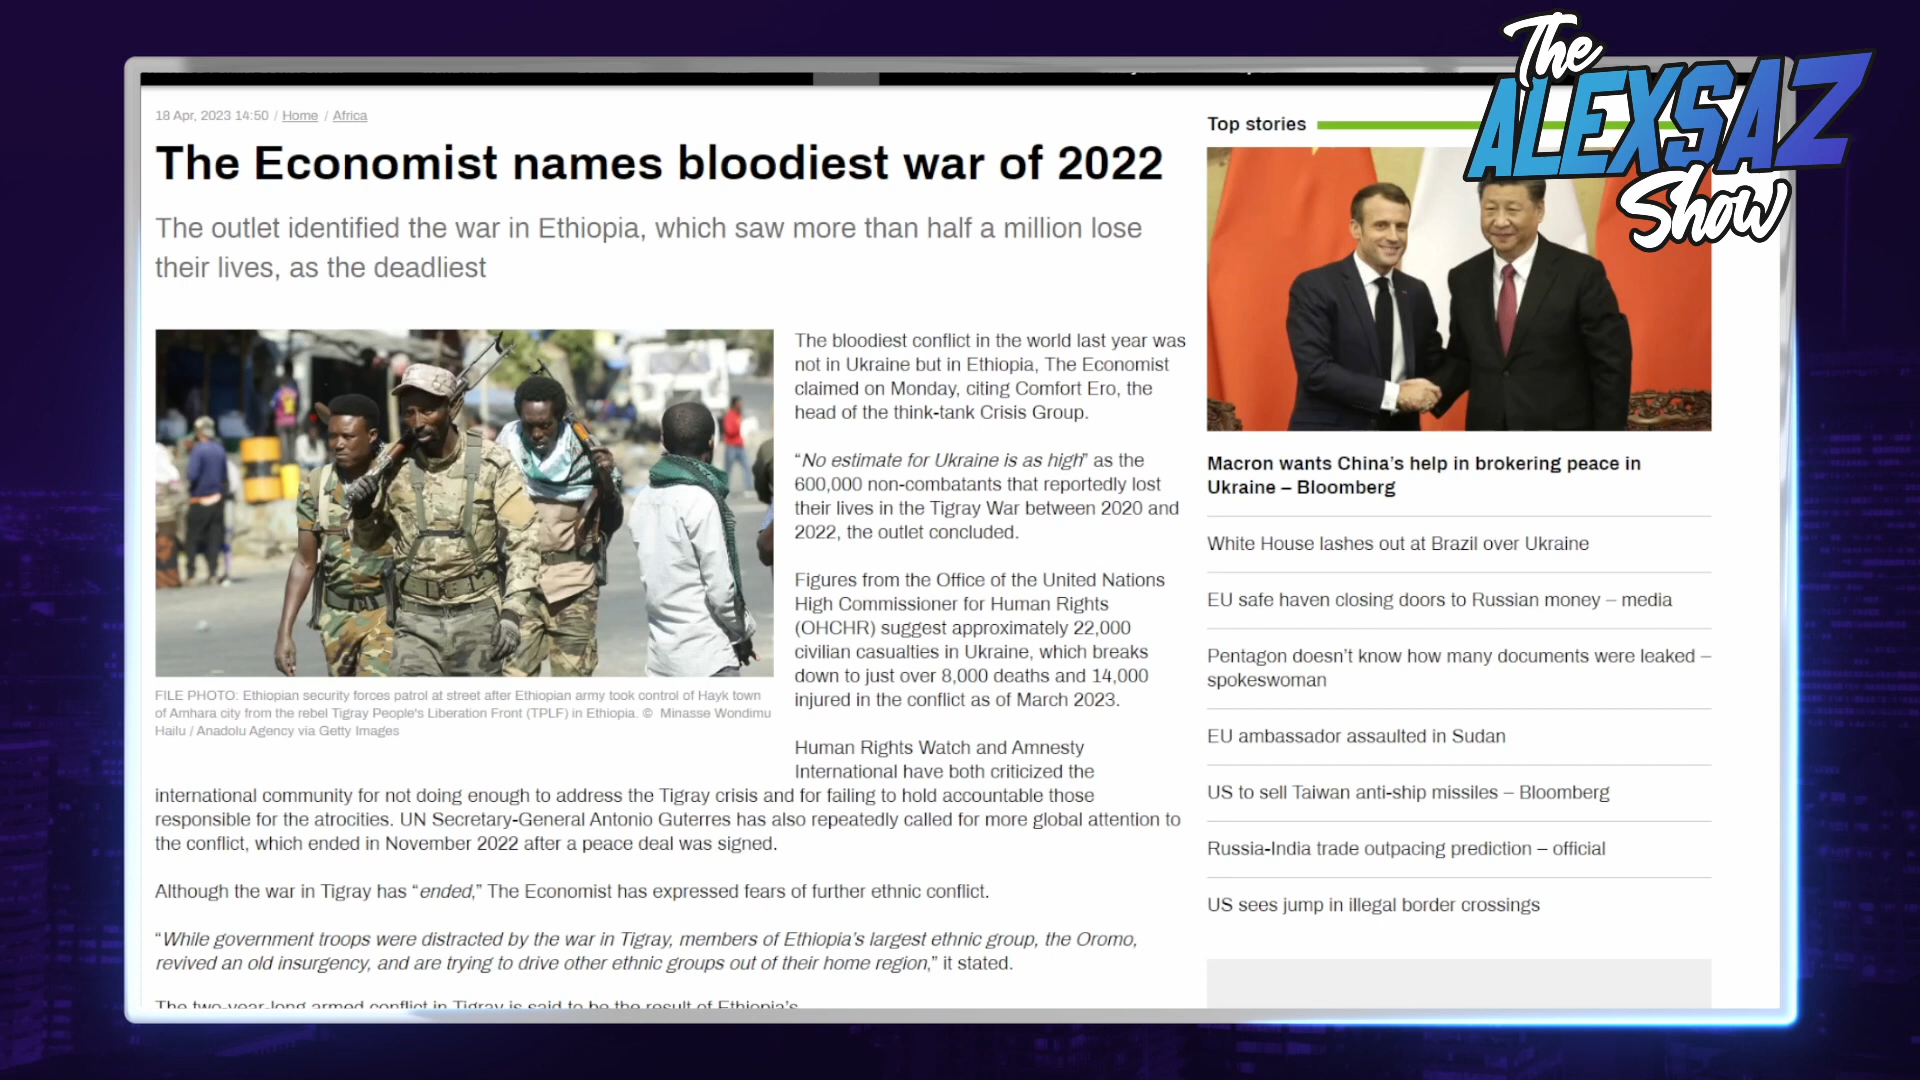 The
ALEXSAZ
Show
18 Apr, 2023 14:50 / Home / Africa
The Economist names bloodiest war of 2022
The outlet identified the war in Ethiopia, which saw more than half a million lose
their lives, as the deadliest
FILE PHOTO: Ethiopian security forces patrol at street after Ethiopian army took control of Hayk town
of Amhara city from the rebel Tigray People's Liberation Front (TPLF) in Ethiopia. © Minasse Wondimu
Hailu / Anadolu Agency via Getty Images
The bloodiest conflict in the world last year was
not in Ukraine but in Ethiopia, The Economist
claimed on Monday, citing Comfort Ero, the
head of the think-tank Crisis Group.
“No estimate for Ukraine is as high” as the
600,000 non-combatants that reportedly lost
their lives in the Tigray War between 2020 and
2022, the outlet concluded.
Figures from the Office of the United Nations
High Commissioner for Human Rights
(OHCHR) suggest approximately 22,000
civilian casualties in Ukraine, which breaks
down to just over 8,000 deaths and 14,000
injured in the conflict as of March 2023.
Human Rights Watch and Amnesty
International have both criticized the
international community for not doing enough to address the Tigray crisis and for failing to hold accountable those
responsible for the atrocities. UN Secretary-General Antonio Guterres has also repeatedly called for more global attention to
the conflict, which ended in November 2022 after a peace deal was signed.
Although the war in Tigray has “ended,” The Economist has expressed fears of further ethnic conflict.
“While government troops were distracted by the war in Tigray, members of Ethiopia’s largest ethnic group, the Oromo,
revived an old insurgency, and are trying to drive other ethnic groups out of their home region,” it stated.
The two-year-long armed conflict in Tigray is said to be the result of Ethiopia’s
Top stories
Macron wants China’s help in brokering peace in
Ukraine – Bloomberg
White House lashes out at Brazil over Ukraine
EU safe haven closing doors to Russian money – media
Pentagon doesn’t know how many documents were leaked –
spokeswoman
EU ambassador assaulted in Sudan
US to sell Taiwan anti-ship missiles – Bloomberg
Russia-India trade outpacing prediction – official
US sees jump in illegal border crossings